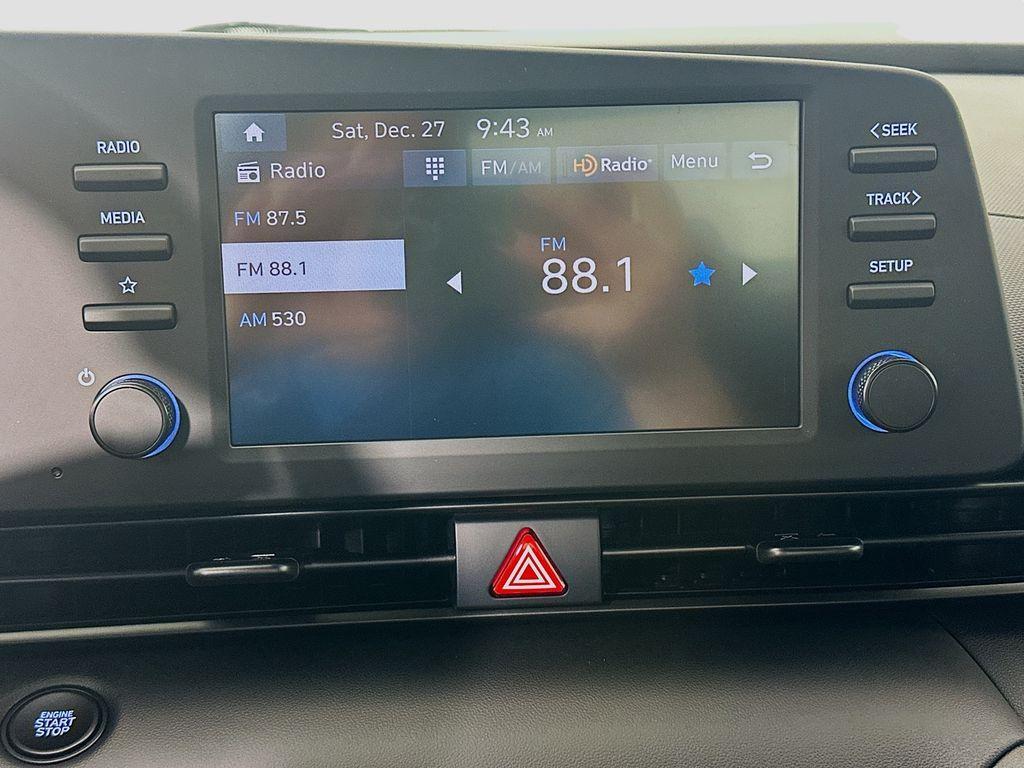 RADIO
MEDIA
Sat, Dec. 27 9:43 AM
Radio FM/AM HD Radio Menu
FM 87.5
FM 88.1
AM 530
FM
88.1
<SEEK
TRACK>
SETUP
ENGINE
START
STOP